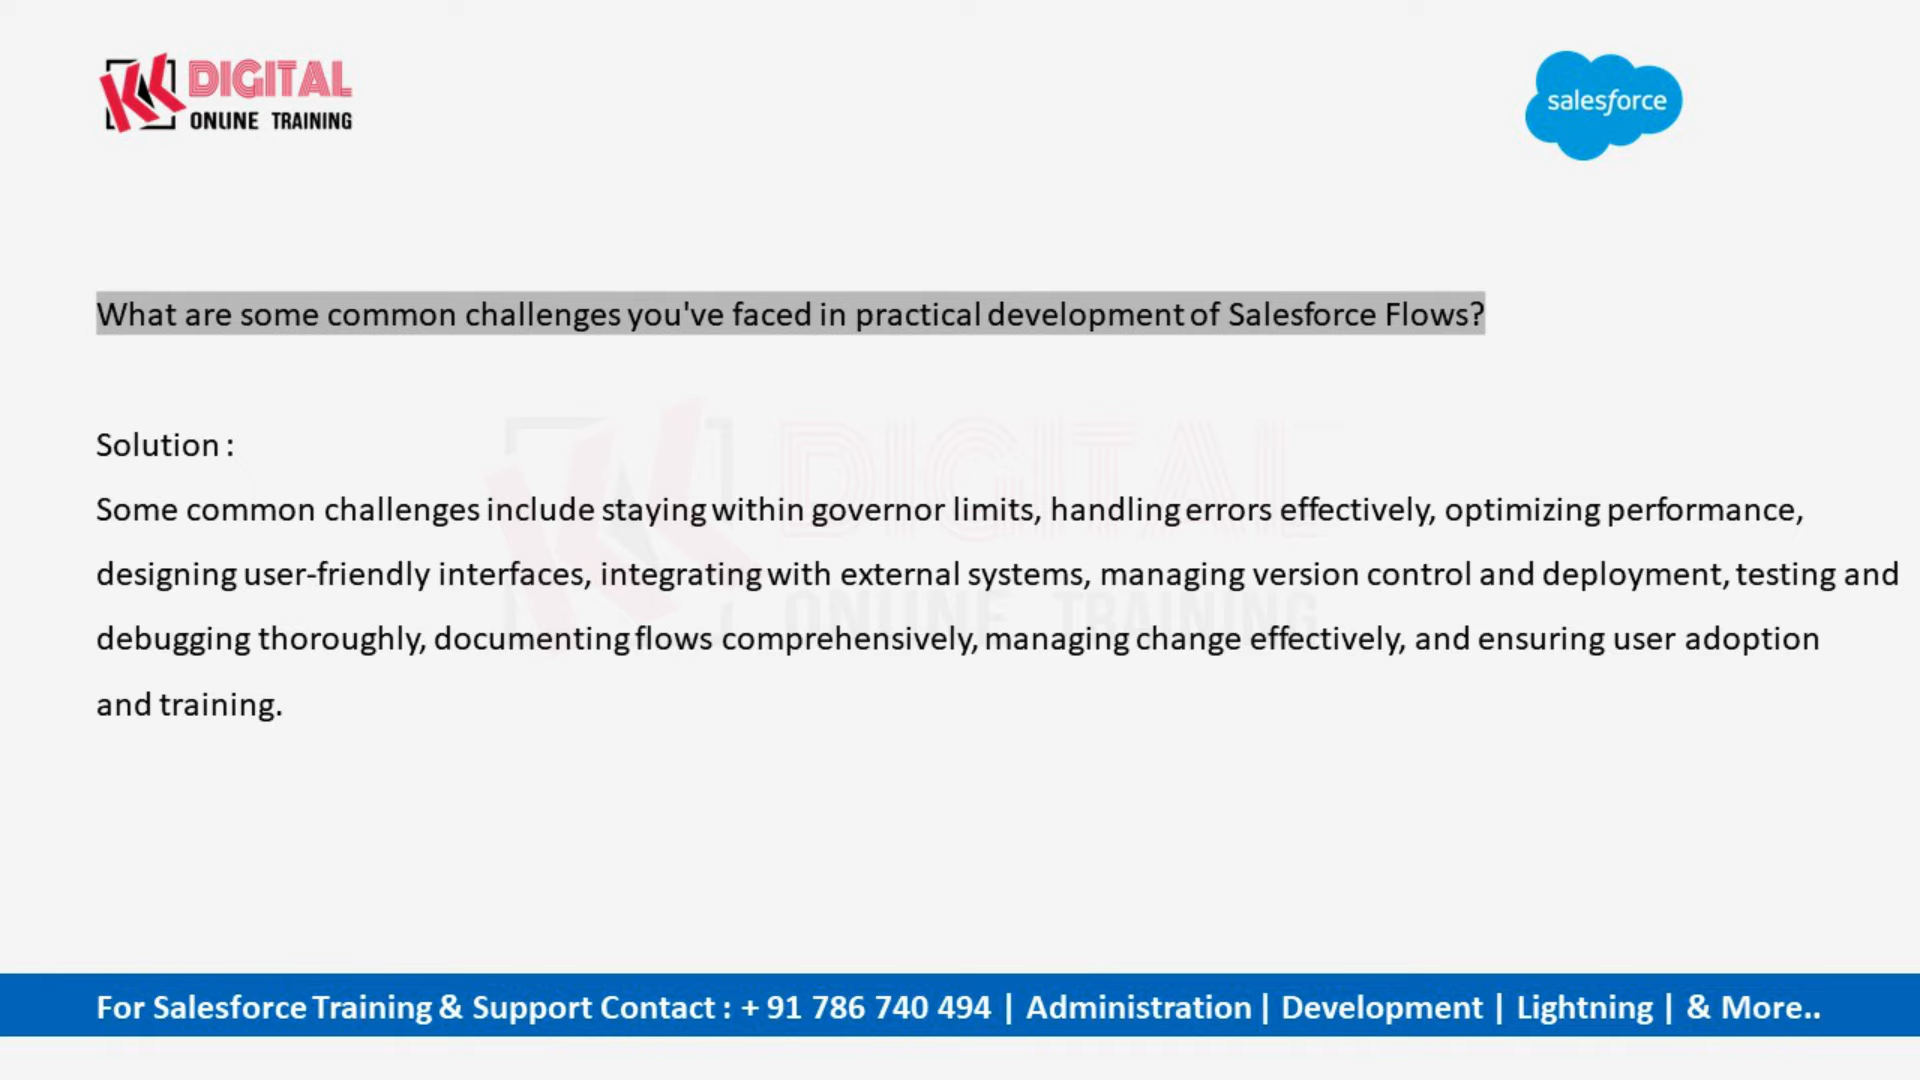 DIGITAL
ONLINE TRAINING
salesforce
What are some common challenges you've faced in practical development of Salesforce Flows?
Solution :
Some common challenges include staying within governor limits, handling errors effectively, optimizing performance,
designing user-friendly interfaces, integrating with external systems, managing version control and deployment, testing and
debugging thoroughly, documenting flows comprehensively, managing change effectively, and ensuring user adoption
and training.
DIGITAL
ONLINE TRAINING
For Salesforce Training & Support Contact : + 91 786 740 494 | Administration | Development | Lightning | & More..